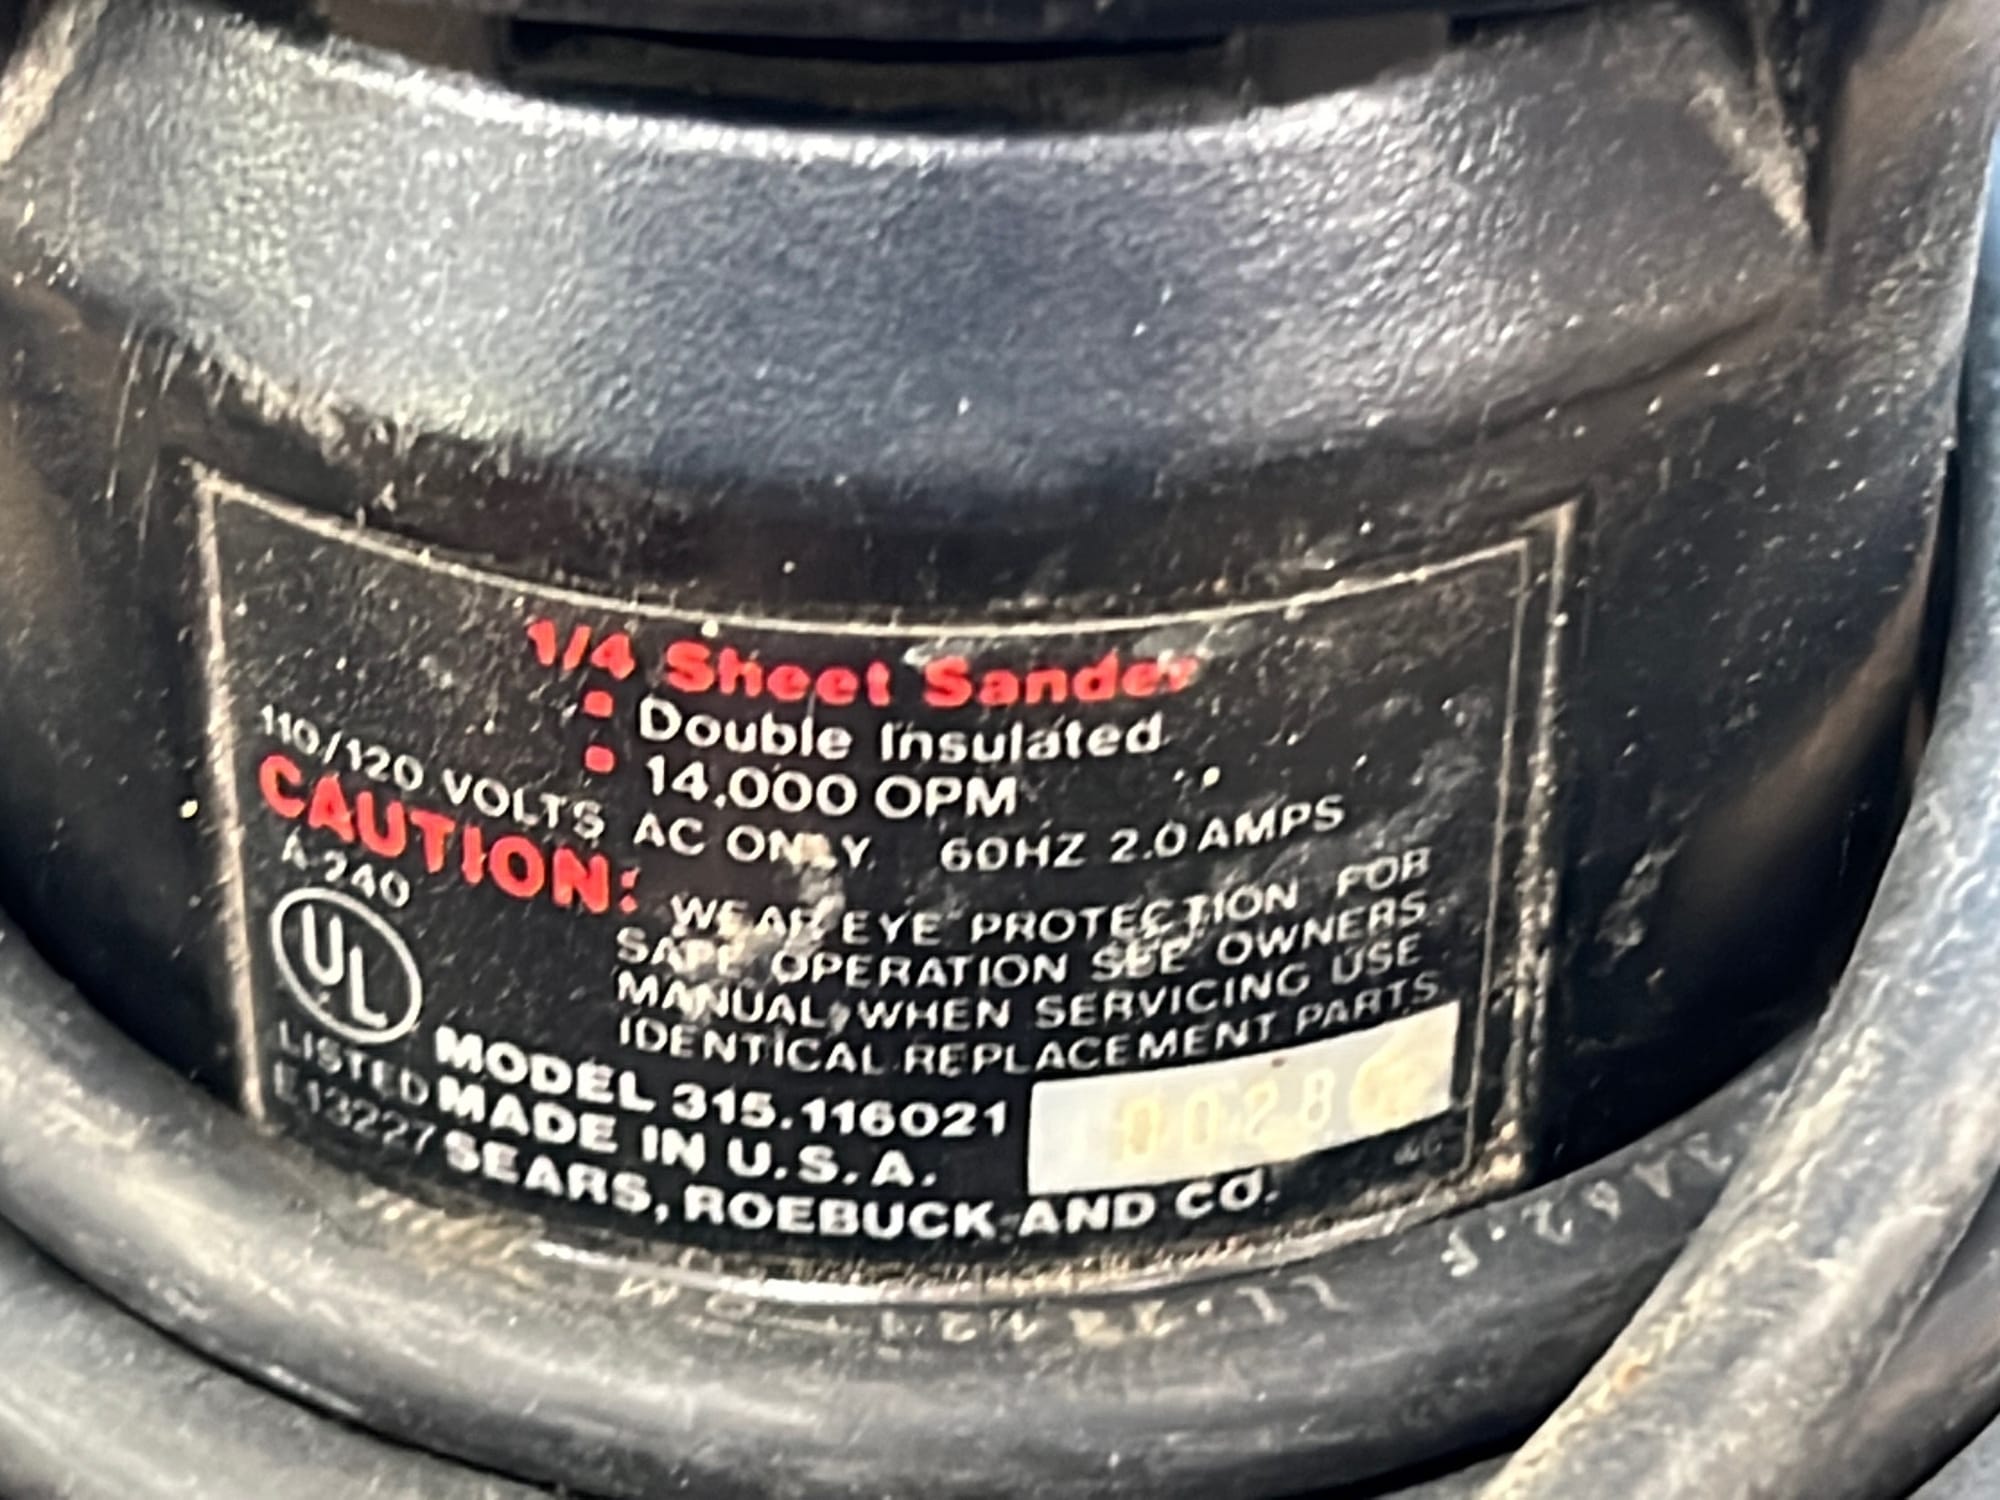 1/4 Sheet Sander
Double Insulated
14,000 OPM
110/120 VOLTS AC ONLY 60HZ 2.0 AMPS
CAUTION: WEAR EYE PROTECTION FOR
SAFE OPERATION SEE OWNERS
MANUAL, WHEN SERVICING USE
IDENTICAL REPLACEMENT PARTS
A-240
UL
LISTED
E13227
MODEL 315.116021
MADE IN U.S.A.
SEARS, ROEBUCK AND CO.